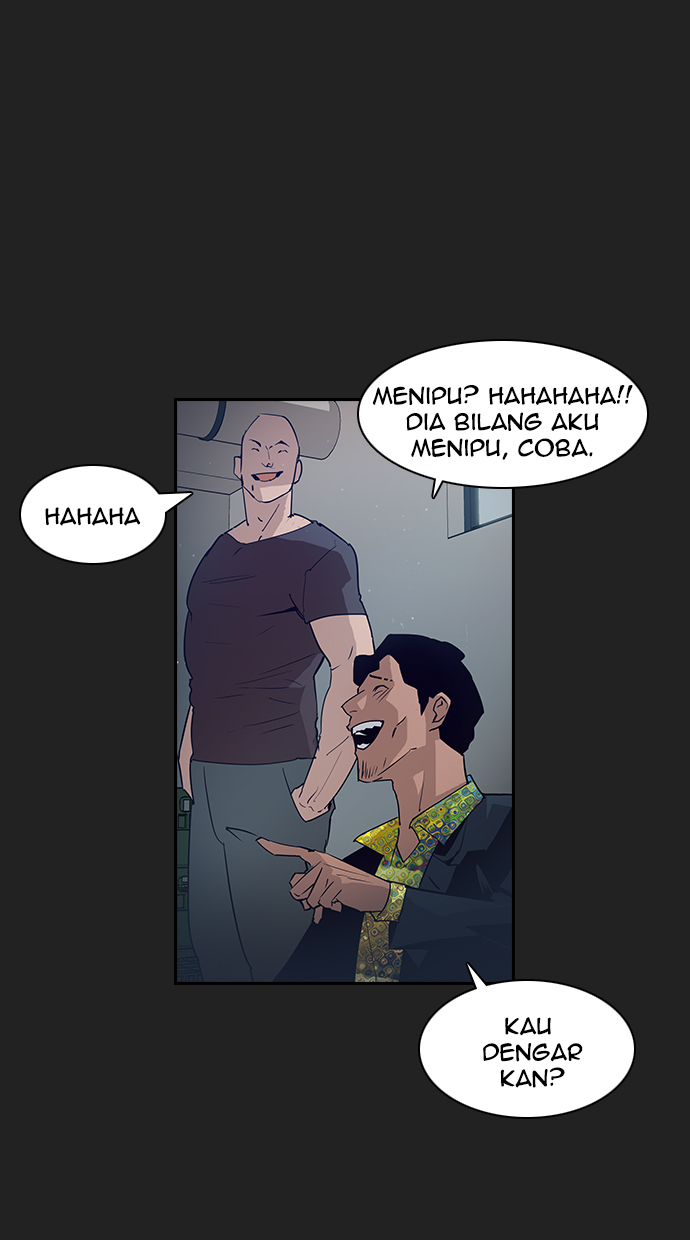 MENIPU? HAHAHAHA!!
DIA BILANG AKU
MENIPU, COBA.
HAHAHA
KAU
DENGAR
KAN?